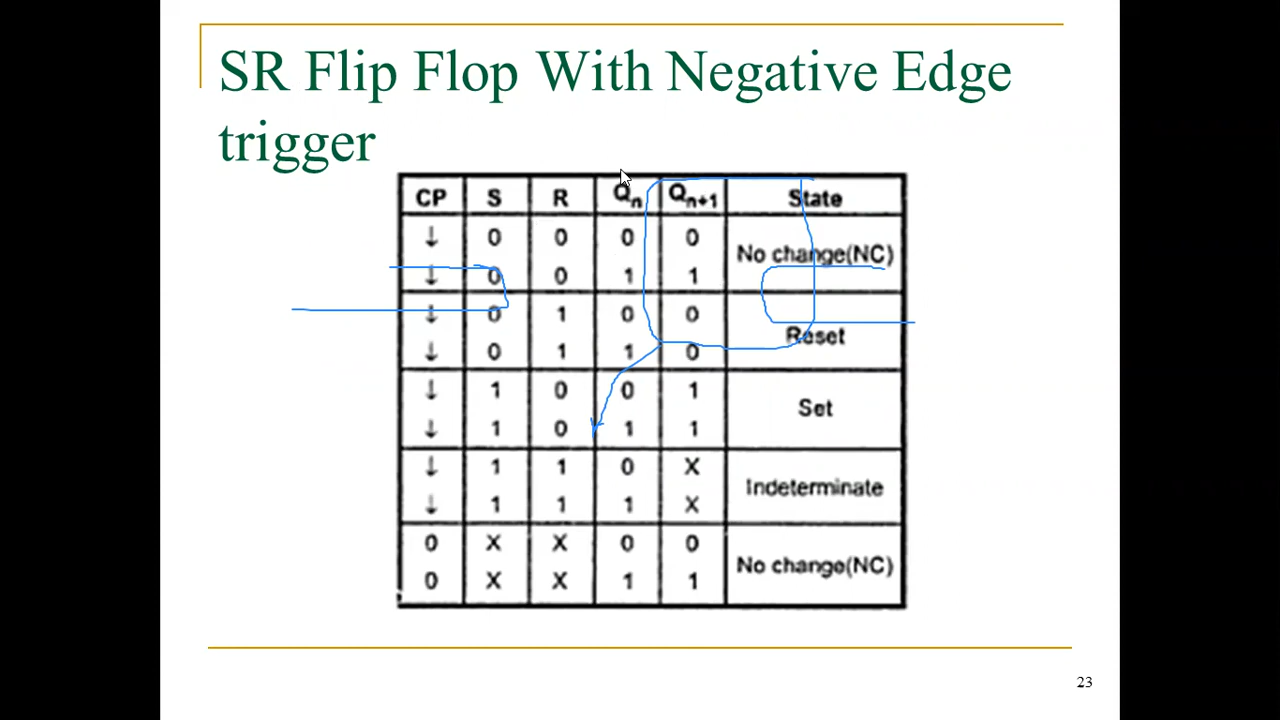 SR Flip Flop With Negative Edge
trigger
CP S R Qn Qn+1 State
↓ 0 0 0 0 No change(NC)
↓ 0 0 1 1
↓ 0 1 0 0 Reset
↓ 0 1 1 0
↓ 1 0 0 1 Set
↓ 1 0 1 1
↓ 1 1 0 X Indeterminate
↓ 1 1 1 X
0 X X 0 0 No change(NC)
0 X X 1 1
23